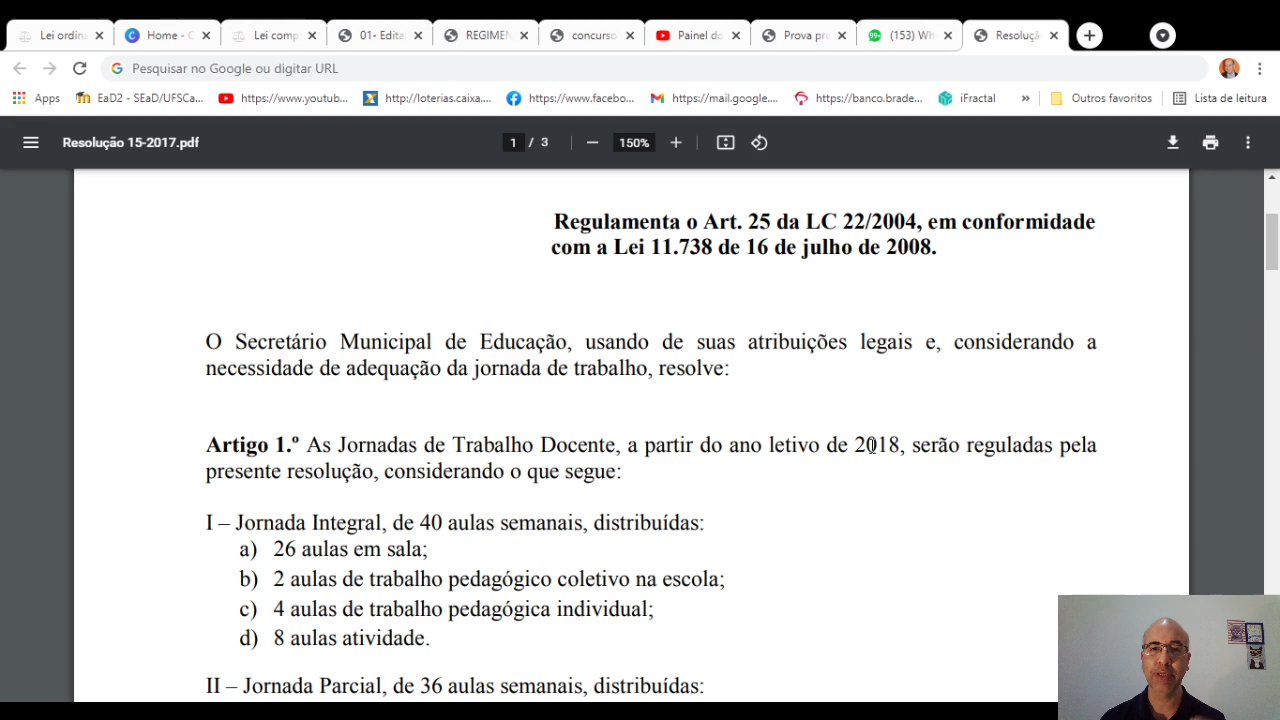 Lei ordin
Home - C
Lei comp
01- Edita
REGIMEN
concurso
Painel do
Prova pr
(153) Wh
Resoluçã
Pesquisar no Google ou digitar URL
Apps
EaD2 - SEaD/UFSCa...
https://www.youtub...
http://loterias.caixa....
https://www.facebo...
https://mail.google....
https://banco.brade...
iFractal
»
Outros favoritos
Lista de leitura
Resolução 15-2017.pdf
1 / 3
150%
Regulamenta o Art. 25 da LC 22/2004, em conformidade
com a Lei 11.738 de 16 de julho de 2008.
O Secretário Municipal de Educação, usando de suas atribuições legais e, considerando a
necessidade de adequação da jornada de trabalho, resolve:
Artigo 1.º As Jornadas de Trabalho Docente, a partir do ano letivo de 2018, serão reguladas pela
presente resolução, considerando o que segue:
I – Jornada Integral, de 40 aulas semanais, distribuídas:
a) 26 aulas em sala;
b) 2 aulas de trabalho pedagógico coletivo na escola;
c) 4 aulas de trabalho pedagógica individual;
d) 8 aulas atividade.
II – Jornada Parcial, de 36 aulas semanais, distribuídas: